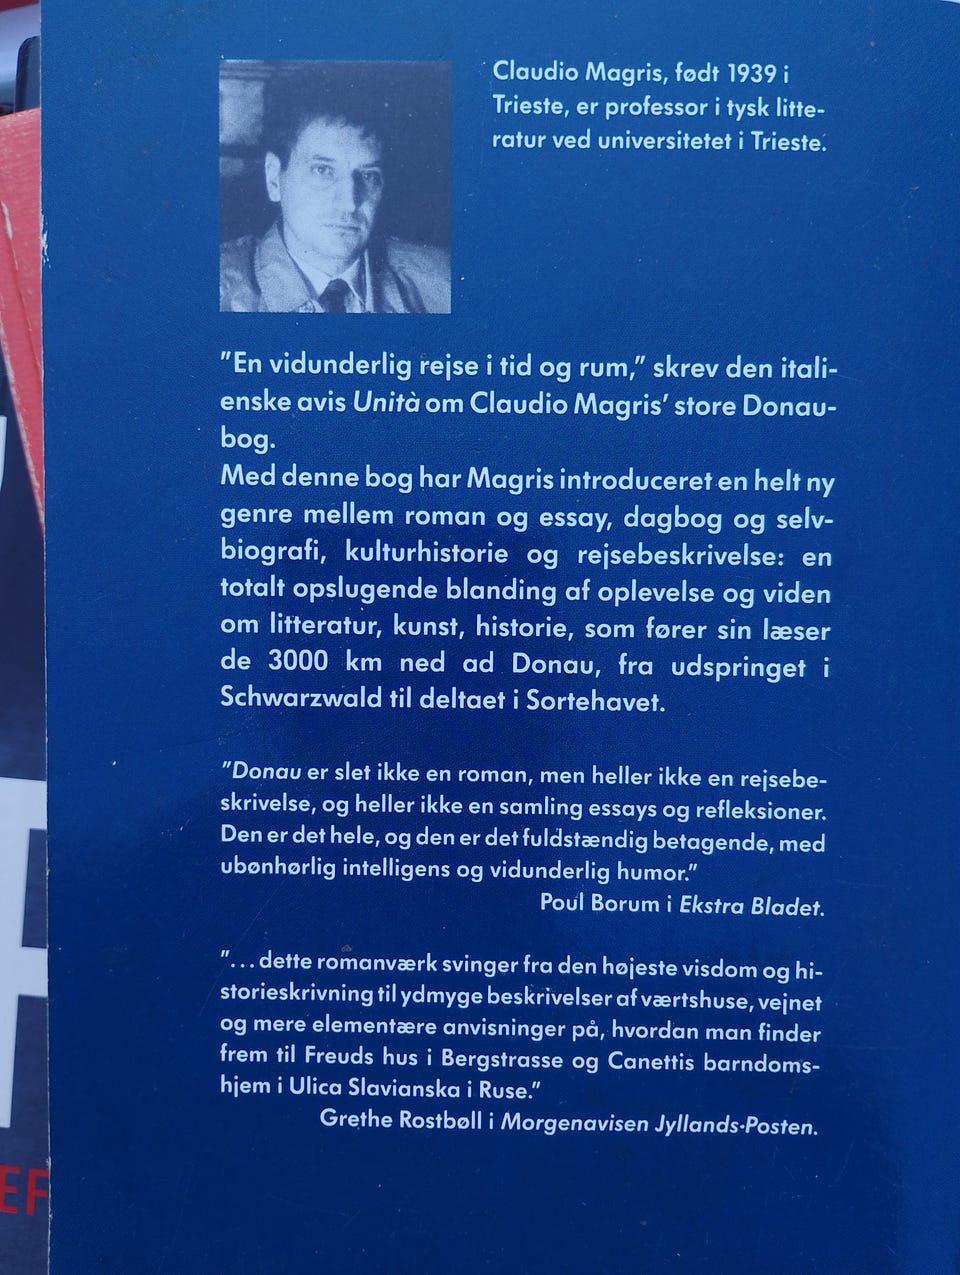 Claudio Magris, født 1939 i
Trieste, er professor i tysk litte-
ratur ved universitetet i Trieste.
”En vidunderlig rejse i tid og rum,” skrev den itali-
enske avis Unità om Claudio Magris’ store Donau-
bog.
Med denne bog har Magris introduceret en helt ny
genre mellem roman og essay, dagbog og selv-
biografi, kulturhistorie og rejsebeskrivelse: en
totalt opslugende blanding af oplevelse og viden
om litteratur, kunst, historie, som fører sin læser
de 3000 km ned ad Donau, fra udspringet i
Schwarzwald til deltaet i Sortehavet.
”Donau er slet ikke en roman, men heller ikke en rejsebe-
skrivelse, og heller ikke en samling essays og refleksioner.
Den er det hele, og den er det fuldstændig betagende, med
ubønhørlig intelligens og vidunderlig humor.”
Poul Borum i Ekstra Bladet.
”...dette romanværk svinger fra den højeste visdom og hi-
storieskrivning til ydmyge beskrivelser af værtshuse, vejnet
og mere elementære anvisninger på, hvordan man finder
frem til Freuds hus i Bergstrasse og Canettis barndoms-
hjem i Ulica Slavianska i Ruse.”
Grethe Rostbøll i Morgenavisen Jyllands-Posten.
EF